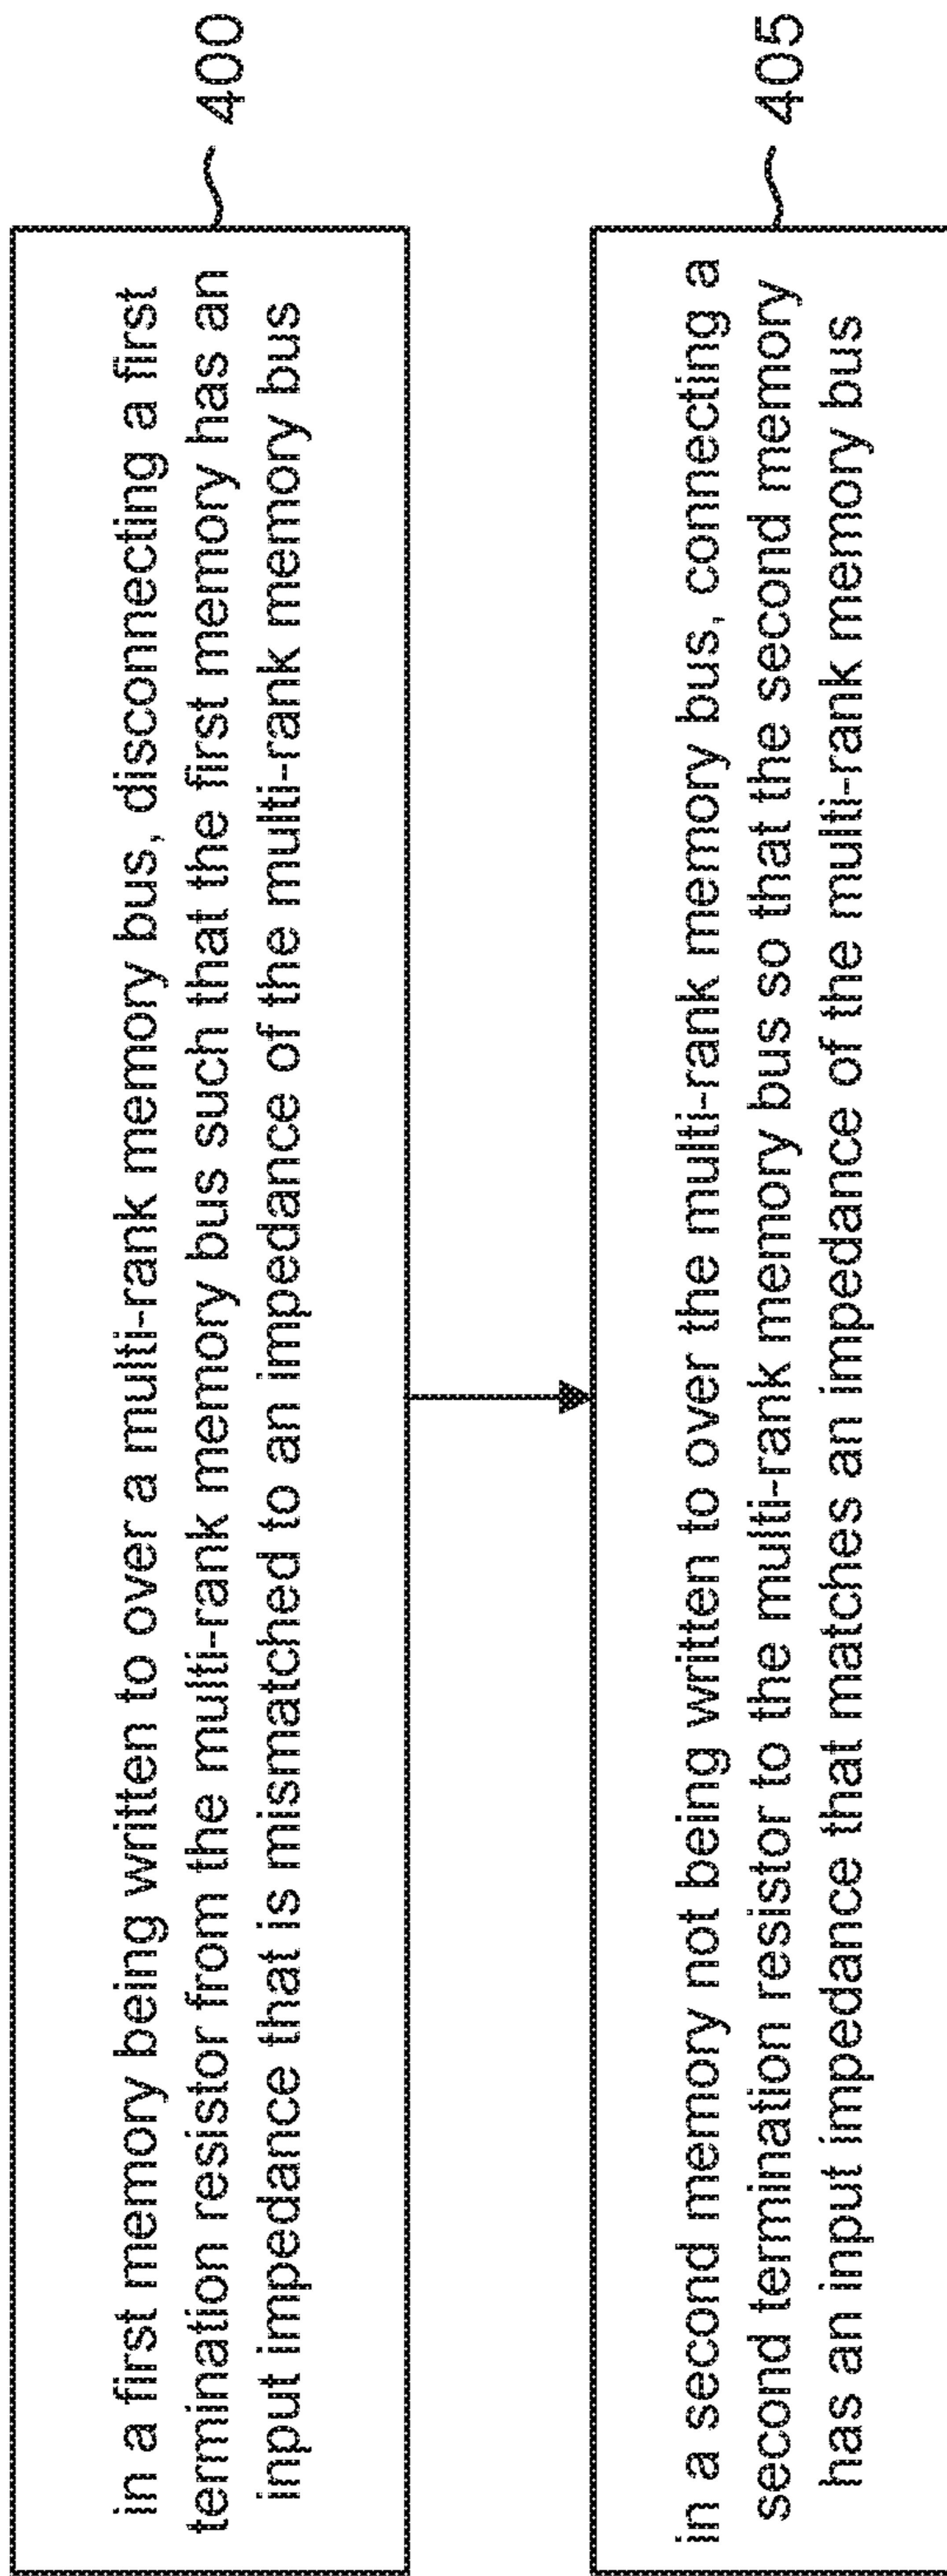 in a first memory being written to over a multi-rank memory bus, disconnecting a first
termination resistor from the multi-rank memory bus such that the first memory has an
input impedance that is mismatched to an impedance of the multi-rank memory bus
400
in a second memory not being written to over the multi-rank memory bus, connecting a
second termination resistor to the multi-rank memory bus so that the second memory
has an input impedance that matches an impedance of the multi-rank memory bus
405